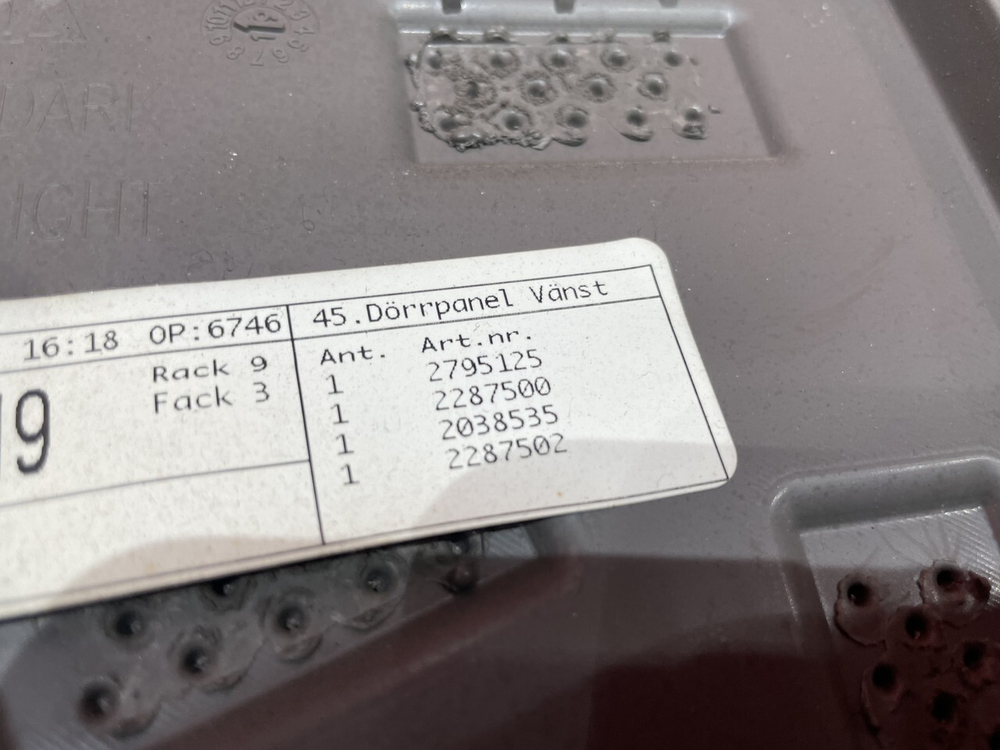 DARI
IGHT
16:18 OP:6746
45.Dörrpanel Vänst
Rack 9
Fack 3
9
Ant. Art.nr.
1 2795125
1 2287500
1 2038535
1 2287502